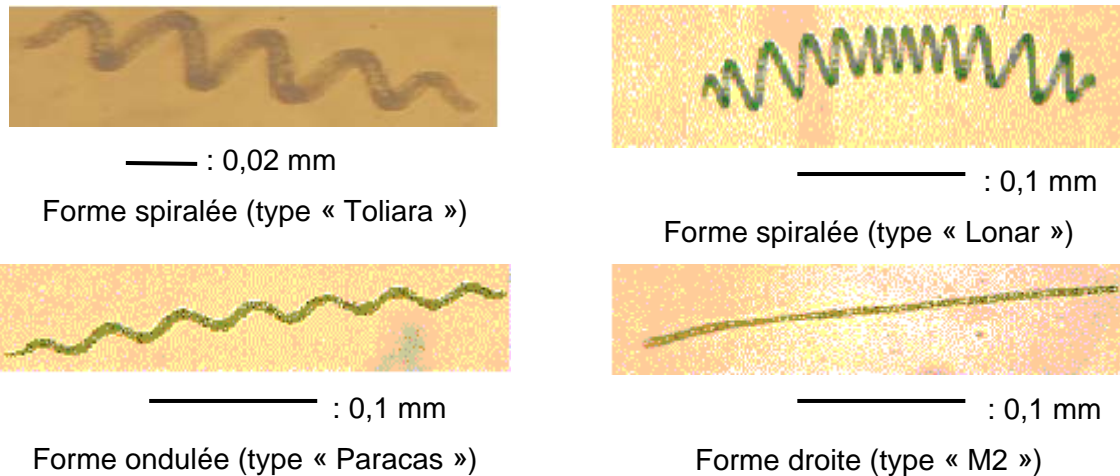 : 0,02 mm
Forme spiralée (type « Toliara »)
: 0,1 mm
Forme spiralée (type « Lonar »)
: 0,1 mm
Forme ondulée (type « Paracas »)
: 0,1 mm
Forme droite (type « M2 »)